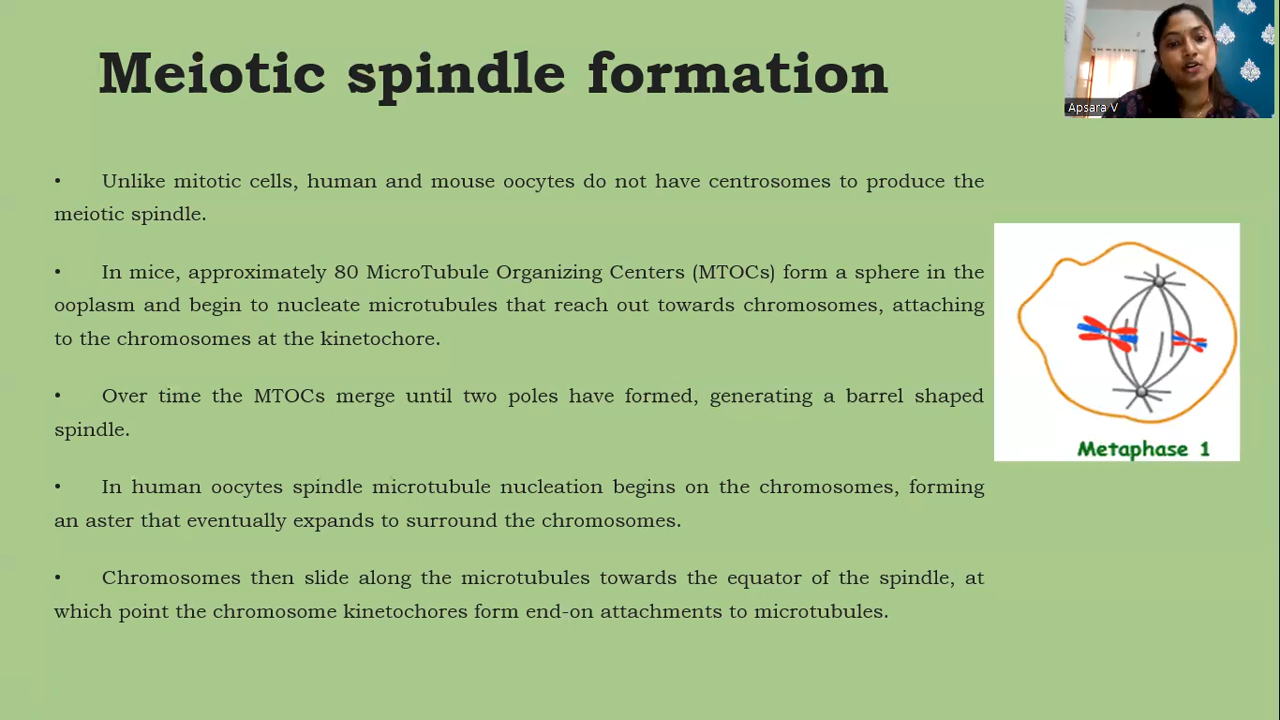 Meiotic spindle formation
Apsara V
• Unlike mitotic cells, human and mouse oocytes do not have centrosomes to produce the
meiotic spindle.
• In mice, approximately 80 MicroTubule Organizing Centers (MTOCs) form a sphere in the
ooplasm and begin to nucleate microtubules that reach out towards chromosomes, attaching
to the chromosomes at the kinetochore.
• Over time the MTOCs merge until two poles have formed, generating a barrel shaped
spindle.
• In human oocytes spindle microtubule nucleation begins on the chromosomes, forming
an aster that eventually expands to surround the chromosomes.
• Chromosomes then slide along the microtubules towards the equator of the spindle, at
which point the chromosome kinetochores form end-on attachments to microtubules.
Metaphase 1